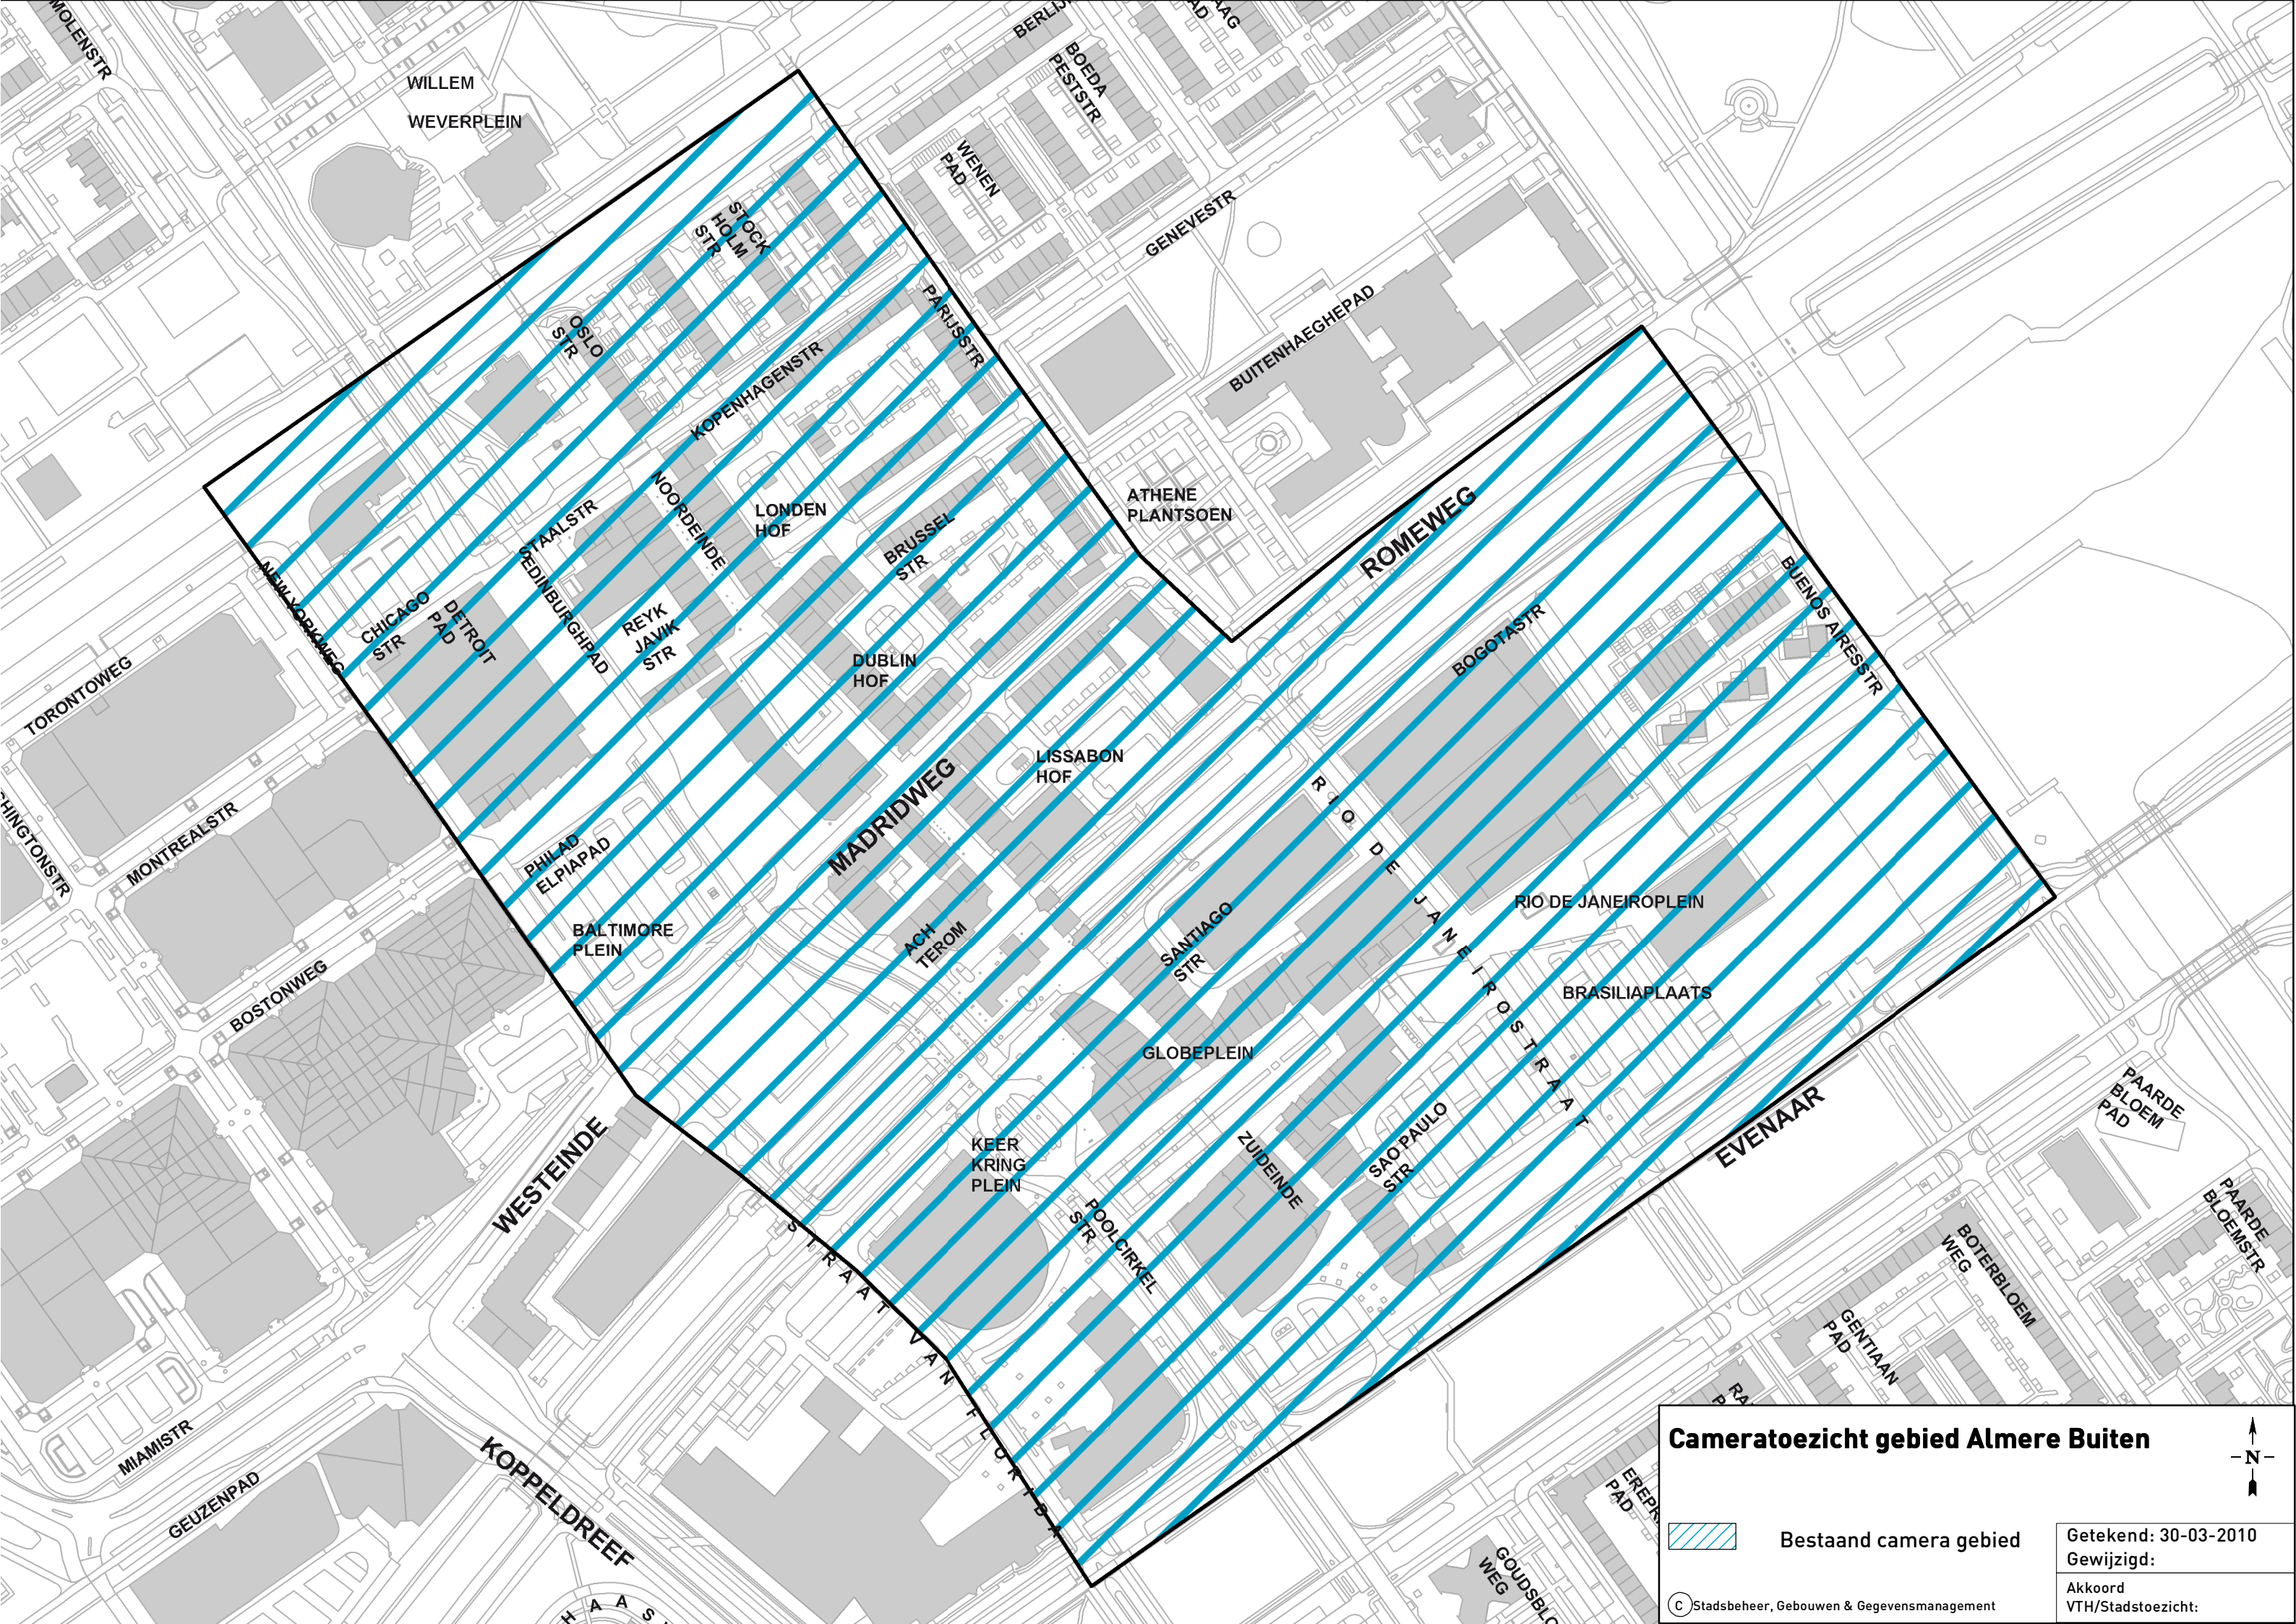 MOLENSTR
WILLEM
WEVERPLEIN
BOEDA
PESTSTR
WENEN
PAD
GENEVESTR
BUITENHAEGHEPAD
STOCK
HOLM
STR
OSLO
STR
PARIJSSTR
KOPENHAGENSTR
NOORDEINDE
LONDEN
HOF
STAALSTR
EDINBURGHPAD
BRUSSEL
STR
ATHENE
PLANTSOEN
ROMEWEG
NEW YORKWEG
CHICAGO
STR
DETROIT
PAD
REYK
JAVIK
STR
DUBLIN
HOF
BOGOTASTR
BUENOS AIRESSTR
TORONTOWEG
MONTREALSTR
LISSABON
HOF
MADRIDWEG
RIO DE JANEIROSTRAAT
PHILAD
ELPIAPAD
BALTIMORE
PLEIN
ACH
TEROM
SANTIAGO
STR
RIO DE JANEIROPLEIN
BRASILIAPLAATS
BOSTONWEG
GLOBEPLEIN
WESTEINDE
KEER
KRING
PLEIN
ZUIDEINDE
SAO PAULO
STR
EVENAAR
PAARDE
BLOEM
PAD
PAARDE
BLOEMSTR
POOLCIRKEL
STR
STRAAT VAN FLORIDA
BOTERBLOEM
WEG
GENTIAAN
PAD
MIAMISTR
GEUZENPAD
KOPPELDREEF
WEG
PAD
Cameratoezicht gebied Almere Buiten
N
Bestaand camera gebied
Getekend: 30-03-2010
Gewijzigd:
Akkoord
VTH/Stadstoezicht:
C Stadsbeheer, Gebouwen & Gegevensmanagement